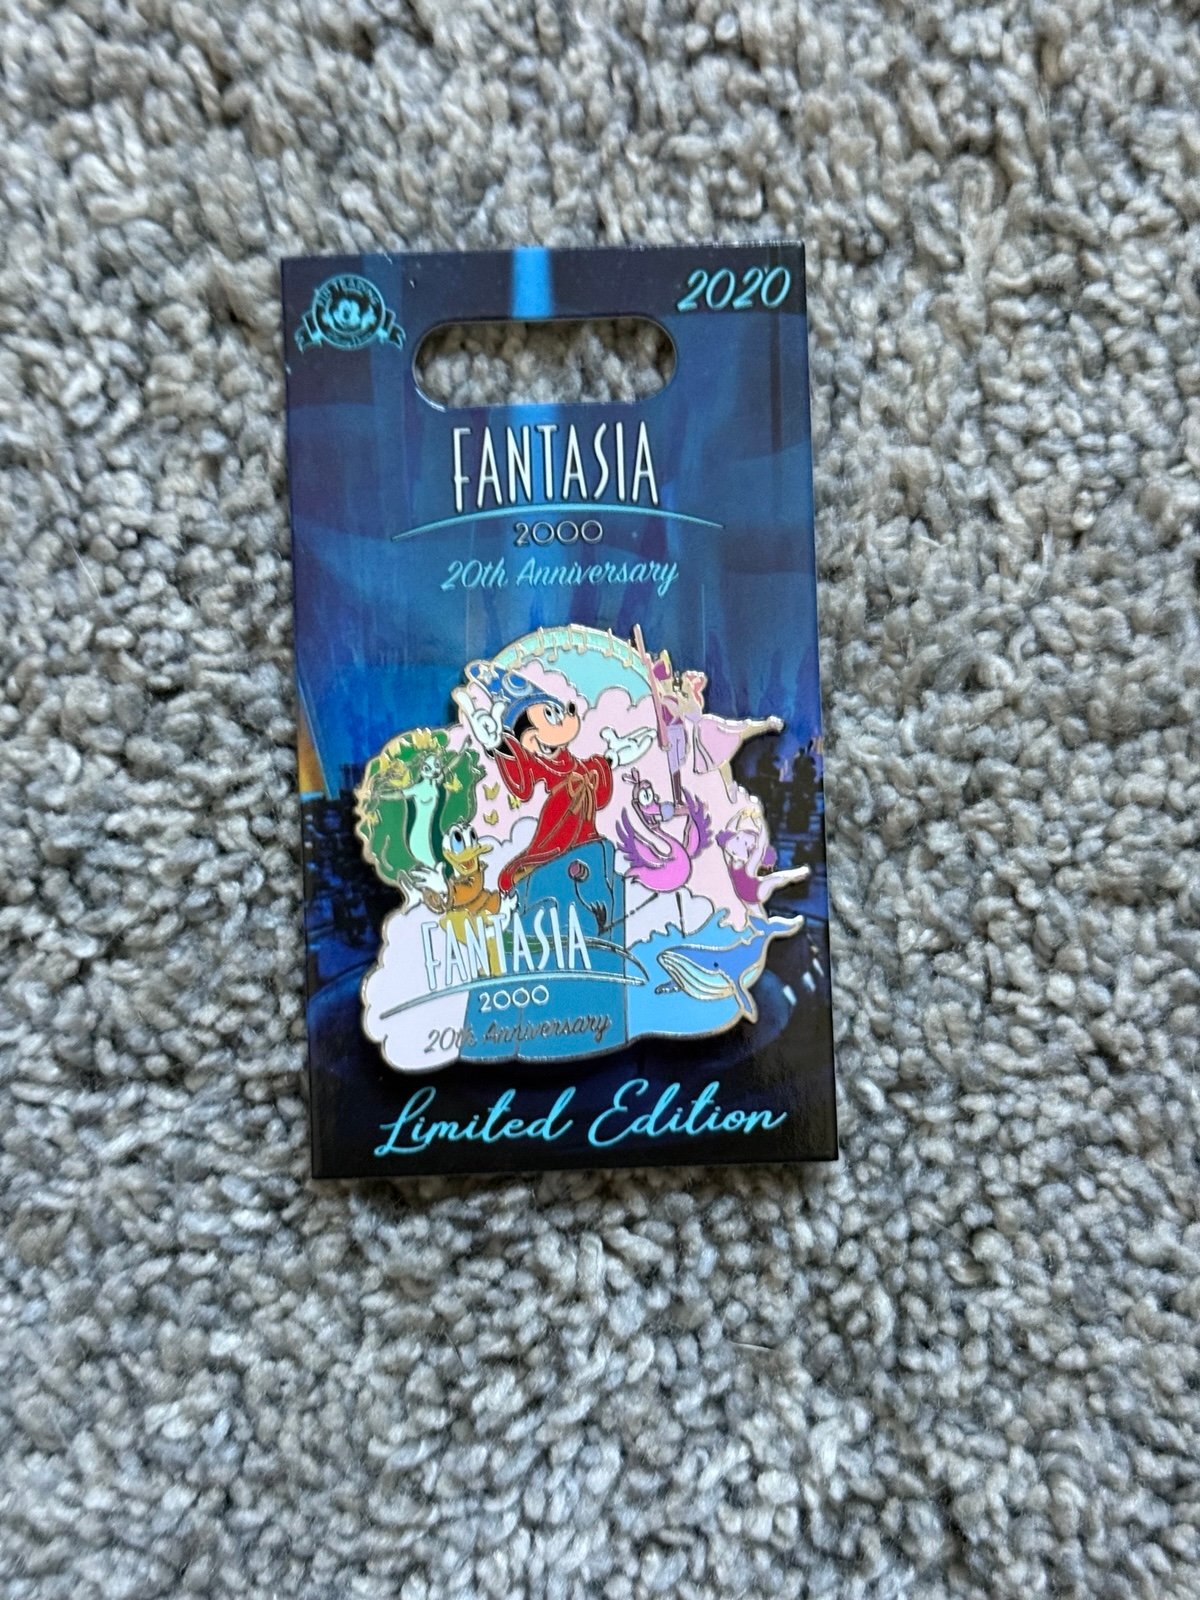 2020
FANTASIA
2000
20th Anniversary
FANTASIA
2000
20th Anniversary
Limited Edition